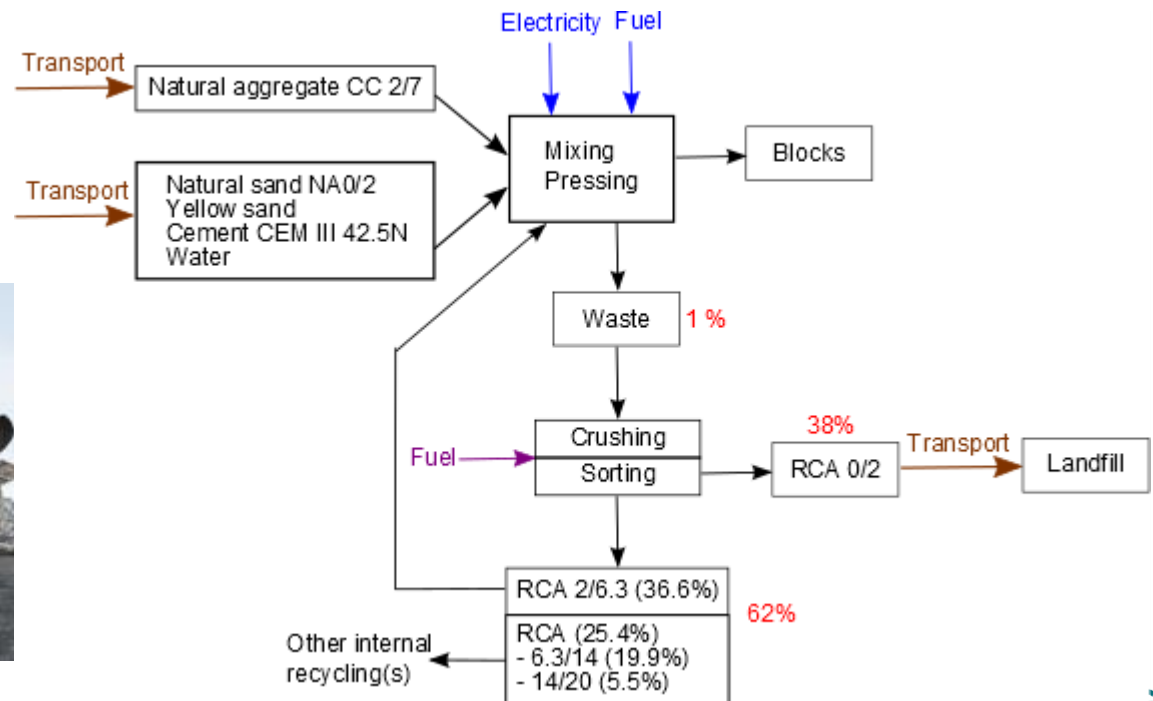 Electricity Fuel
Transport
Natural aggregate CC 2/7
Mixing
Pressing
Blocks
Transport
Natural sand NA0/2
Yellow sand
Cement CEM III 42.5N
Water
Waste
1 %
Crushing
Sorting
Fuel
38%
RCA 0/2
Transport
Landfill
RCA 2/6.3 (36.6%)
62%
RCA (25.4%)
- 6.3/14 (19.9%)
- 14/20 (5.5%)
Other internal
recycling(s)